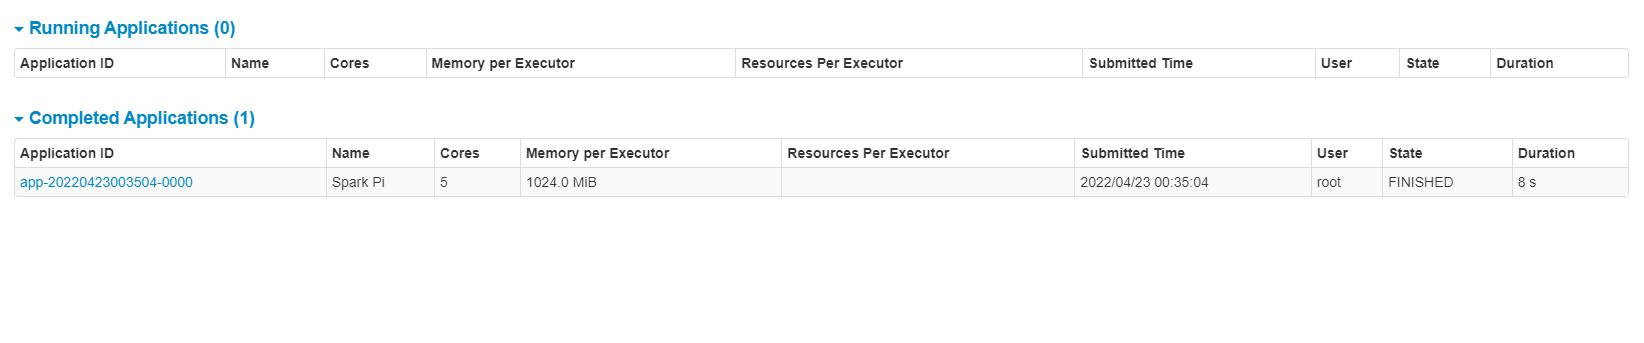 Running Applications (0)
Application ID Name Cores Memory per Executor Resources Per Executor Submitted Time User State Duration
Completed Applications (1)
Application ID Name Cores Memory per Executor Resources Per Executor Submitted Time User State Duration
app-20220423003504-0000 Spark Pi 5 1024.0 MiB 2022/04/23 00:35:04 root FINISHED 8 s